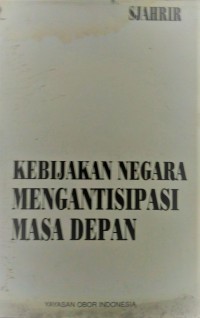 SJAHRIR
KEBIJAKAN NEGARA
MENGANTISIPASI
MASA DEPAN
YAYASAN OBOR INDONESIA